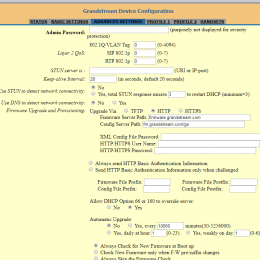 Grandstream Device Configuration
STATUS BASIC SETTINGS ADVANCED SETTINGS PROFILE 1 PROFILE 2 HANDSETS
Admin Password: (purposely not displayed for security protection)
802.1Q/VLAN Tag 0 (0-4094)
Layer 2 QoS: SIP 802.1p 0 (0-7)
RTP 802.1p 0 (0-7)
STUN server is : (URI or IP:port)
Keep-alive interval: 20 (in seconds, default 20 seconds)
No
Use STUN to detect network connectivity:
Yes, total STUN response misses 3 to restart DHCP (minimum=3)
Use DNS to detect network connectivity: No Yes
Firmware Upgrade and Provisioning: Upgrade Via TFTP HTTP HTTPS
Firmware Server Path: firmware.grandstream.com
Config Server Path: fm.grandstream.com/gs
XML Config File Password:
HTTP/HTTPS User Name:
HTTP/HTTPS Password:
Always send HTTP Basic Authentication Information
Send HTTP Basic Authentication Information only when challenged
Firmware File Prefix: Firmware File Postfix:
Config File Prefix: Config File Postfix:
Allow DHCP Option 66 or 160 to override server:
No Yes
Automatic Upgrade:
No Yes, every 10080 minutes(30-5256000).
Yes, daily at hour 1 (0-23). Yes, weekly on day 1 (0-6)
Always Check for New Firmware at Boot up
Check New Firmware only when F/W pre/suffix changes
Always Skip the Firmware Check